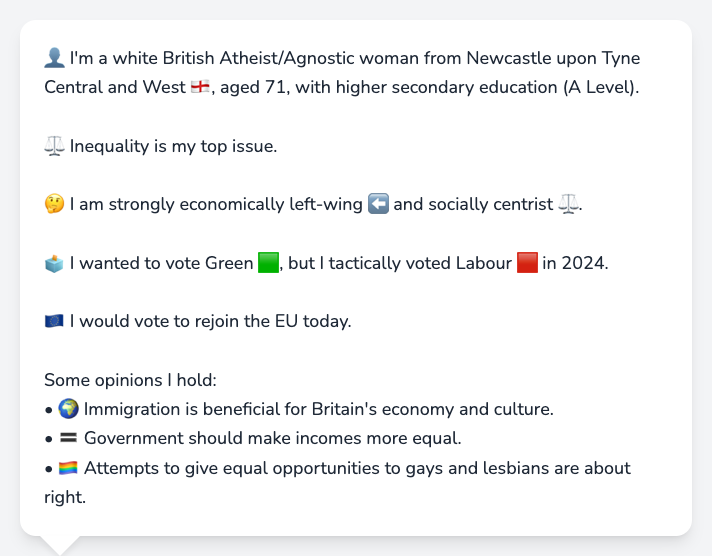 👤 I'm a white British Atheist/Agnostic woman from Newcastle upon Tyne
Central and West 🏴󠁧󠁢󠁥󠁮󠁧󠁿, aged 71, with higher secondary education (A Level).
⚖️ Inequality is my top issue.
🤔 I am strongly economically left-wing ⬅️ and socially centrist ⚖️.
🗳️ I wanted to vote Green 🟩, but I tactically voted Labour 🟥 in 2024.
🇪🇺 I would vote to rejoin the EU today.
Some opinions I hold:
• 🌍 Immigration is beneficial for Britain's economy and culture.
• 🟰 Government should make incomes more equal.
• 🏳️‍🌈 Attempts to give equal opportunities to gays and lesbians are about
right.